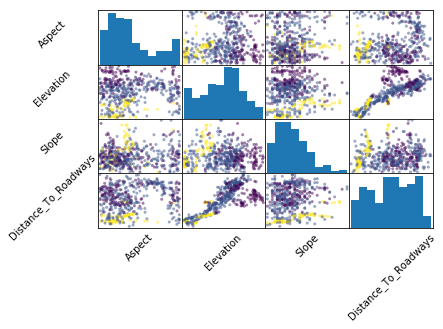 Aspect
Elevation
Slope
Distance_To_Roadways
Aspect
Elevation
Slope
Distance_To_Roadways